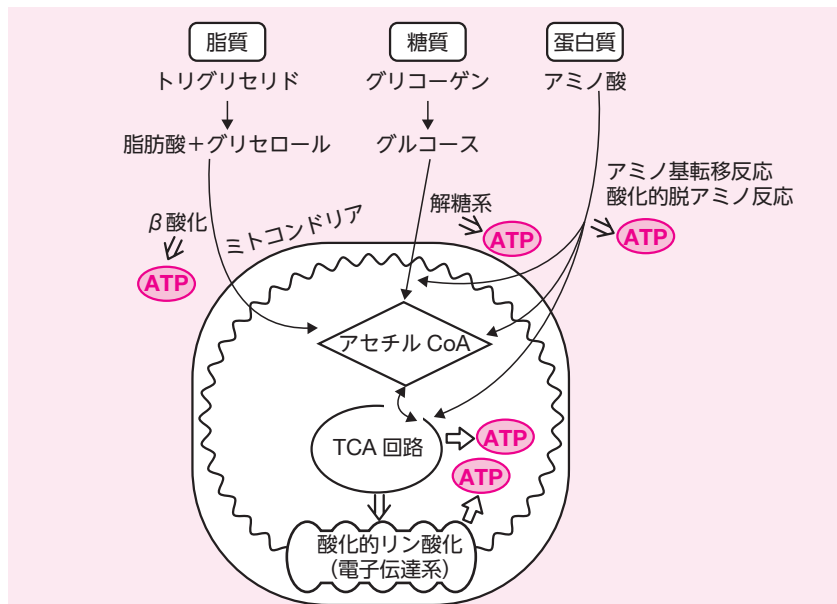 脂質
糖質
蛋白質
トリグリセリド
グリコーゲン
アミノ酸
脂肪酸＋グリセロール
グルコース
アミノ基転移反応
酸化的脱アミノ反応
β酸化
ミトコンドリア
解糖系
ATP
ATP
ATP
アセチル CoA
TCA 回路
ATP
ATP
酸化的リン酸化
（電子伝達系）